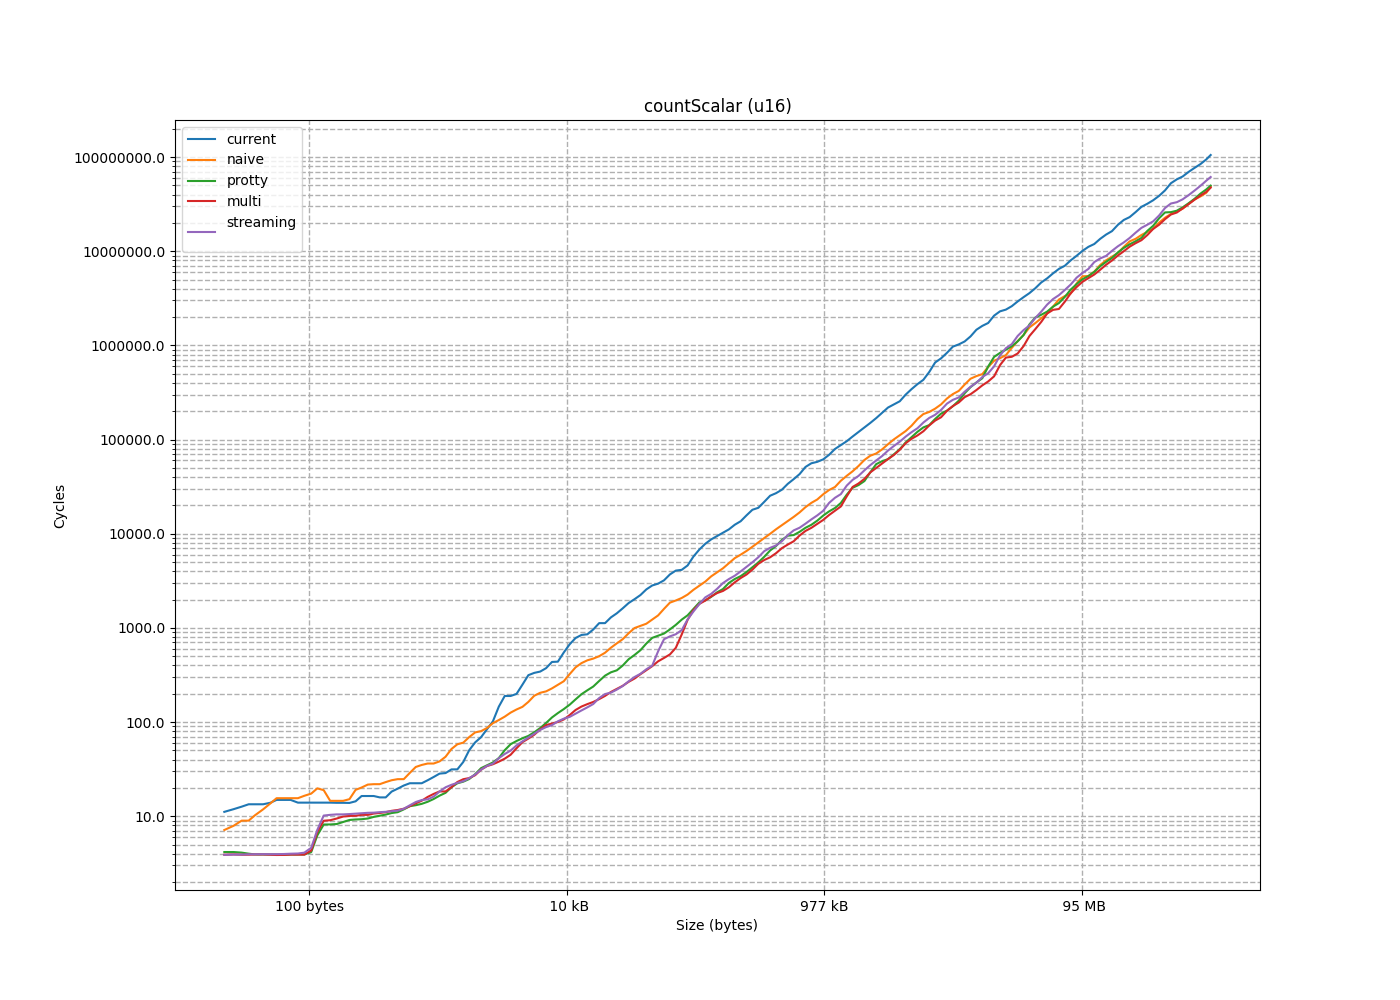 countScalar (u16)
current
naive
protty
multi
streaming
100000000.0
10000000.0
1000000.0
100000.0
10000.0
1000.0
100.0
10.0
Cycles
100 bytes
10 kB
977 kB
95 MB
Size (bytes)